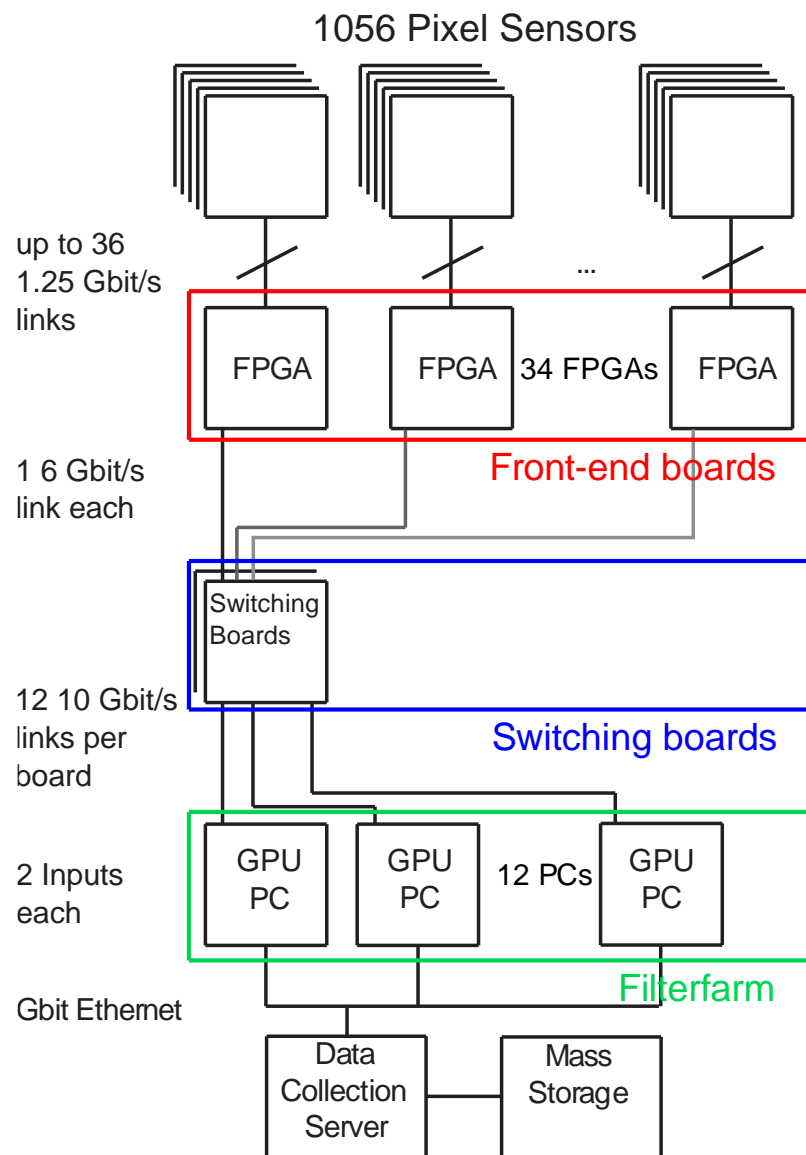 1056 Pixel Sensors
up to 36
1.25 Gbit/s
links
...
FPGA
FPGA
34 FPGAs
FPGA
Front-end boards
1 6 Gbit/s
link each
Switching
Boards
12 10 Gbit/s
links per
board
Switching boards
GPU
PC
GPU
PC
12 PCs
GPU
PC
2 Inputs
each
Filterfarm
Gbit Ethernet
Data
Collection
Server
Mass
Storage